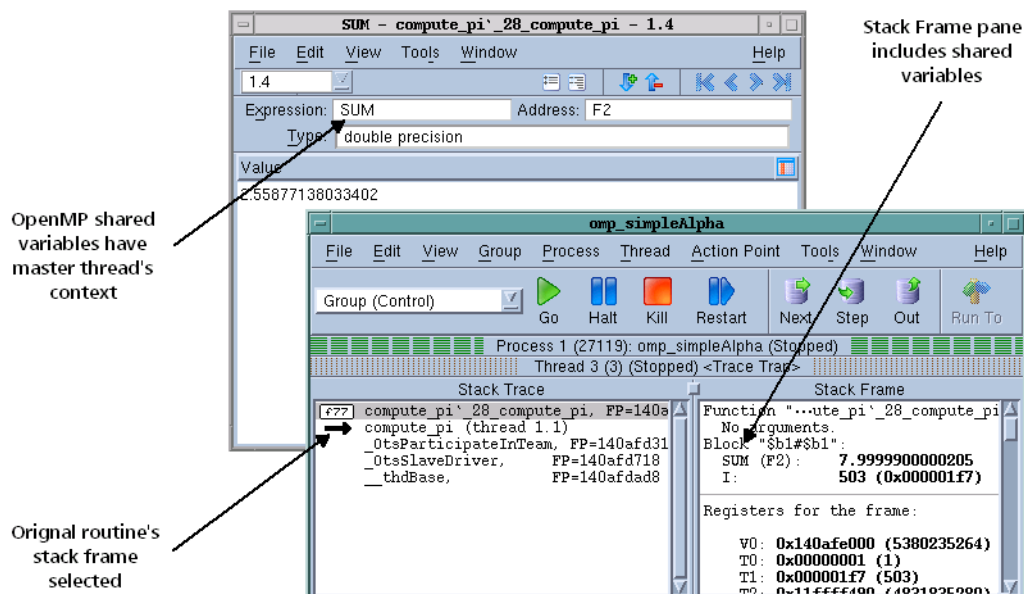 SUM - compute_pi`_28_compute_pi - 1.4
File Edit View Tools Window Help
1.4
Expression: SUM Address: F2
Type: double precision
Value
2.55877138033402
Stack Frame pane
includes shared
variables
OpenMP shared
variables have
master thread's
context
omp_simpleAlpha
File Edit View Group Process Thread Action Point Tools Window Help
Group (Control)
Go Halt Kill Restart Next Step Out Run To
Process 1 (27119): omp_simpleAlpha (Stopped)
Thread 3 (3) (Stopped) <Trace Trap>
Stack Trace
f77 compute_pi`_28_compute_pi, FP=140a
compute_pi (thread 1.1)
_OtsParticipateInTeam, FP=140afd31
_OtsSlaveDriver, FP=140afd718
__thdBase, FP=140afdad8
Stack Frame
Function "···ute_pi`_28_compute_pi
No arguments.
Block "$b1#$b1":
SUM (F2): 7.9999900000205
I: 503 (0x000001f7)
Registers for the frame:
V0: 0x140afe000 (5380235264)
T0: 0x00000001 (1)
T1: 0x000001f7 (503)
T2: 0x11ffff490 (4831835280)
Orignal routine's
stack frame
selected